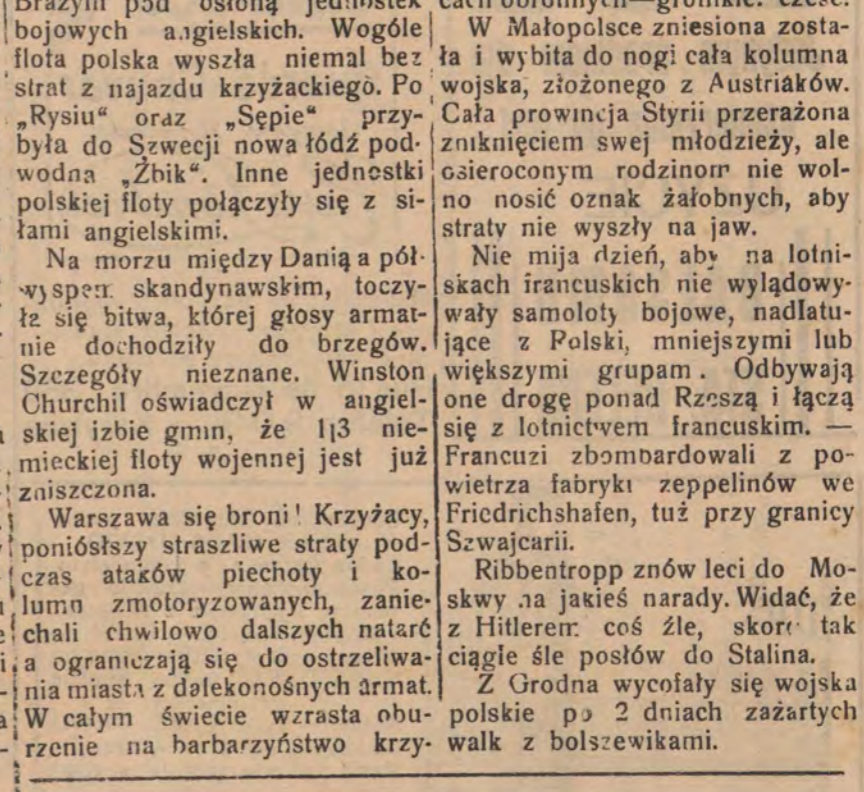 Brazylii pod osłoną jednostek
bojowych angielskich. Wogóle
flota polska wyszła niemal bez
strat z najazdu krzyżackiego. Po
„Rysiu“ oraz „Sępie“ przy-
była do Szwecji nowa łódź pod-
wodna „Żbik“. Inne jednostki
polskiej floty połączyły się z si-
łami angielskimi.
Na morzu między Danią a pół-
wyspem skandynawskim, toczy-
ła się bitwa, której głosy armat-
nie dochodziły do brzegów.
Szczegóły nieznane. Winston
Churchil oświadczył w angiel-
skiej izbie gmin, że 1|3 nie-
mieckiej floty wojennej jest już
zniszczona.
Warszawa się broni! Krzyżacy,
poniósłszy straszliwe straty pod-
czas ataków piechoty i ko-
lumn zmotoryzowanych, zanie-
chali chwilowo dalszych natarć
a ograniczają się do ostrzeliwa-
nia miasta z dalekonośnych armat.
W całym świecie wzrasta obu-
rzenie na barbarzyństwo krzy-
W Małopolsce zniesiona zosta-
ła i wybita do nogi cała kolumna
wojska, złożonego z Austriaków.
Cała prowincja Styrii przerażona
zniknięciem swej młodzieży, ale
osieroconym rodzinom nie wol-
no nosić oznak żałobnych, aby
straty nie wyszły na jaw.
Nie mija dzień, aby na lotni-
skach francuskich nie wylądowy-
wały samoloty bojowe, nadlatu-
jące z Polski, mniejszymi lub
większymi grupam . Odbywają
one drogę ponad Rzeszą i łączą
się z lotnictwem francuskim. —
Francuzi zbombardowali z po-
wietrza fabryki zeppelinów we
Friedrichshafen, tuż przy granicy
Szwajcarii.
Ribbentropp znów leci do Mo-
skwy na jakieś narady. Widać, że
z Hitlerem coś źle, skoro tak
ciągle śle posłów do Stalina.
Z Grodna wycofały się wojska
polskie po 2 dniach zażartych
walk z bolszewikami.